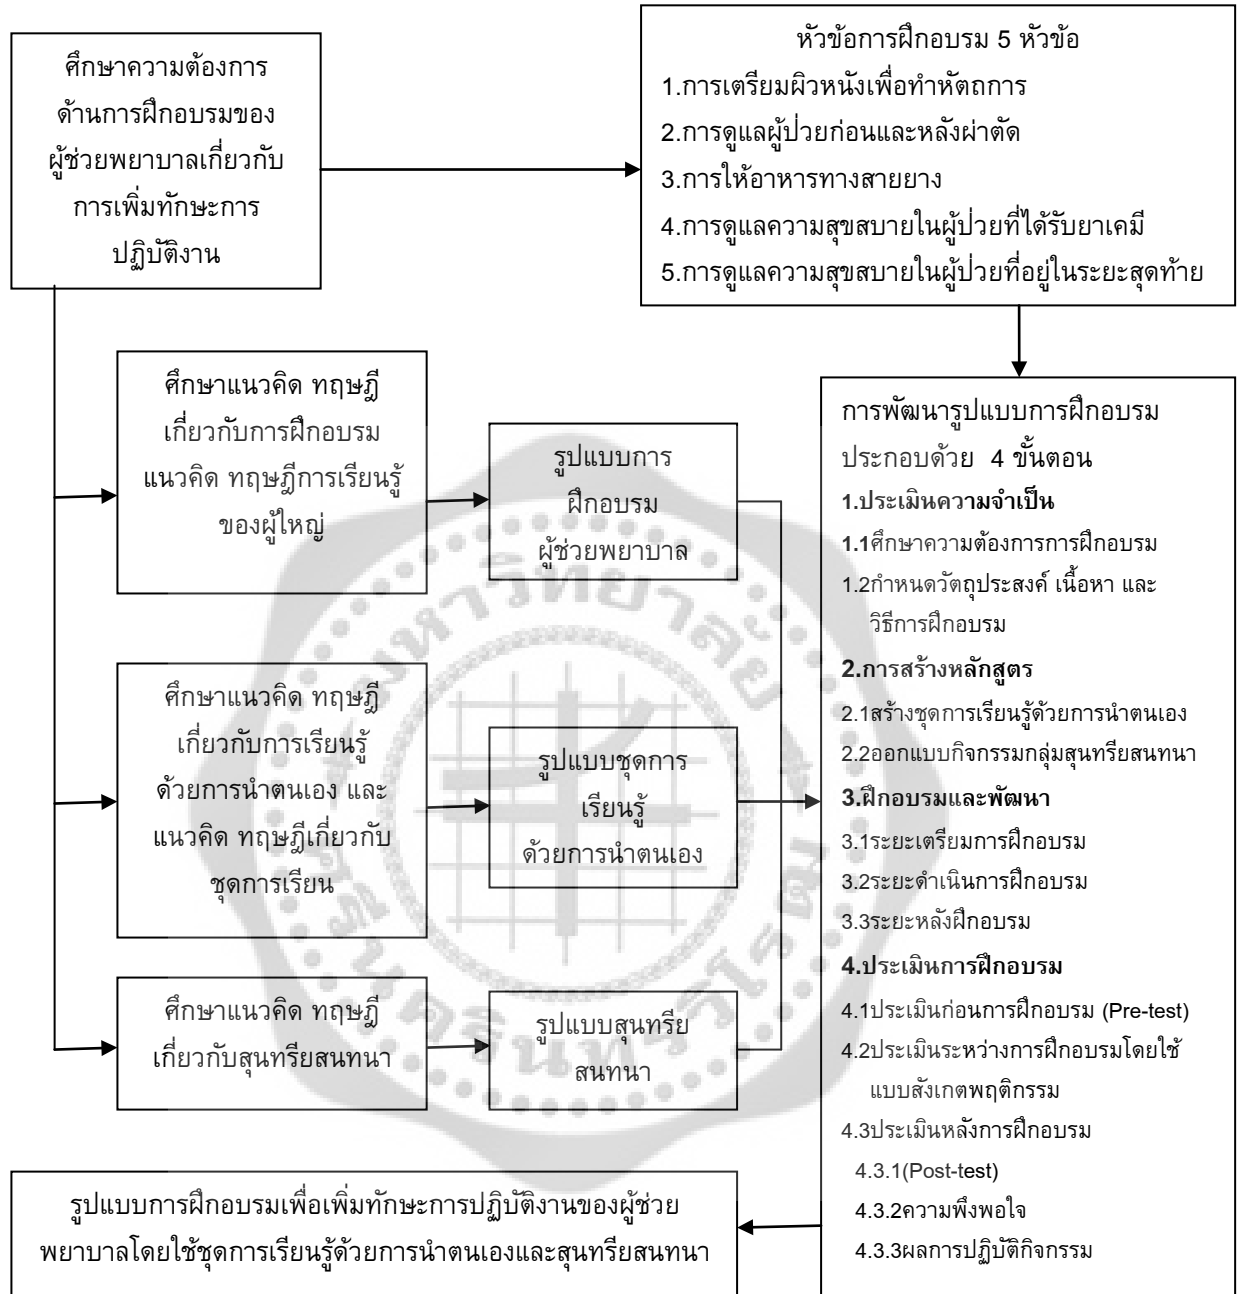 ศึกษาความต้องการ
ด้านการฝึกอบรมของ
ผู้ช่วยพยาบาลเกี่ยวกับ
การเพิ่มทักษะการ
ปฏิบัติงาน
หัวข้อการฝึกอบรม 5 หัวข้อ
1.การเตรียมผิวหนังเพื่อทำหัตถการ
2.การดูแลผู้ป่วยก่อนและหลังผ่าตัด
3.การให้อาหารทางสายยาง
4.การดูแลความสุขสบายในผู้ป่วยที่ได้รับยาเคมี
5.การดูแลความสุขสบายในผู้ป่วยที่อยู่ในระยะสุดท้าย
ศึกษาแนวคิด ทฤษฎี
เกี่ยวกับการฝึกอบรม
แนวคิด ทฤษฎีการเรียนรู้
ของผู้ใหญ่
รูปแบบการ
ฝึกอบรม
ผู้ช่วยพยาบาล
ศึกษาแนวคิด ทฤษฎี
เกี่ยวกับการเรียนรู้
ด้วยการนำตนเอง และ
แนวคิด ทฤษฎีเกี่ยวกับ
ชุดการเรียน
รูปแบบชุดการ
เรียนรู้
ด้วยการนำตนเอง
ศึกษาแนวคิด ทฤษฎี
เกี่ยวกับสุนทรียสนทนา
รูปแบบสุนทรีย
สนทนา
การพัฒนารูปแบบการฝึกอบรม
ประกอบด้วย 4 ขั้นตอน
1.ประเมินความจำเป็น
1.1ศึกษาความต้องการการฝึกอบรม
1.2กำหนดวัตถุประสงค์ เนื้อหา และ
วิธีการฝึกอบรม
2.การสร้างหลักสูตร
2.1สร้างชุดการเรียนรู้ด้วยการนำตนเอง
2.2ออกแบบกิจกรรมกลุ่มสุนทรียสนทนา
3.ฝึกอบรมและพัฒนา
3.1ระยะเตรียมการฝึกอบรม
3.2ระยะดำเนินการฝึกอบรม
3.3ระยะหลังฝึกอบรม
4.ประเมินการฝึกอบรม
4.1ประเมินก่อนการฝึกอบรม (Pre-test)
4.2ประเมินระหว่างการฝึกอบรมโดยใช้
แบบสังเกตพฤติกรรม
4.3ประเมินหลังการฝึกอบรม
4.3.1(Post-test)
4.3.2ความพึงพอใจ
4.3.3ผลการปฏิบัติกิจกรรม
รูปแบบการฝึกอบรมเพื่อเพิ่มทักษะการปฏิบัติงานของผู้ช่วย
พยาบาลโดยใช้ชุดการเรียนรู้ด้วยการนำตนเองและสุนทรียสนทนา
มหาวิทยาลัย
ศรีนครินทรวิโรฒ